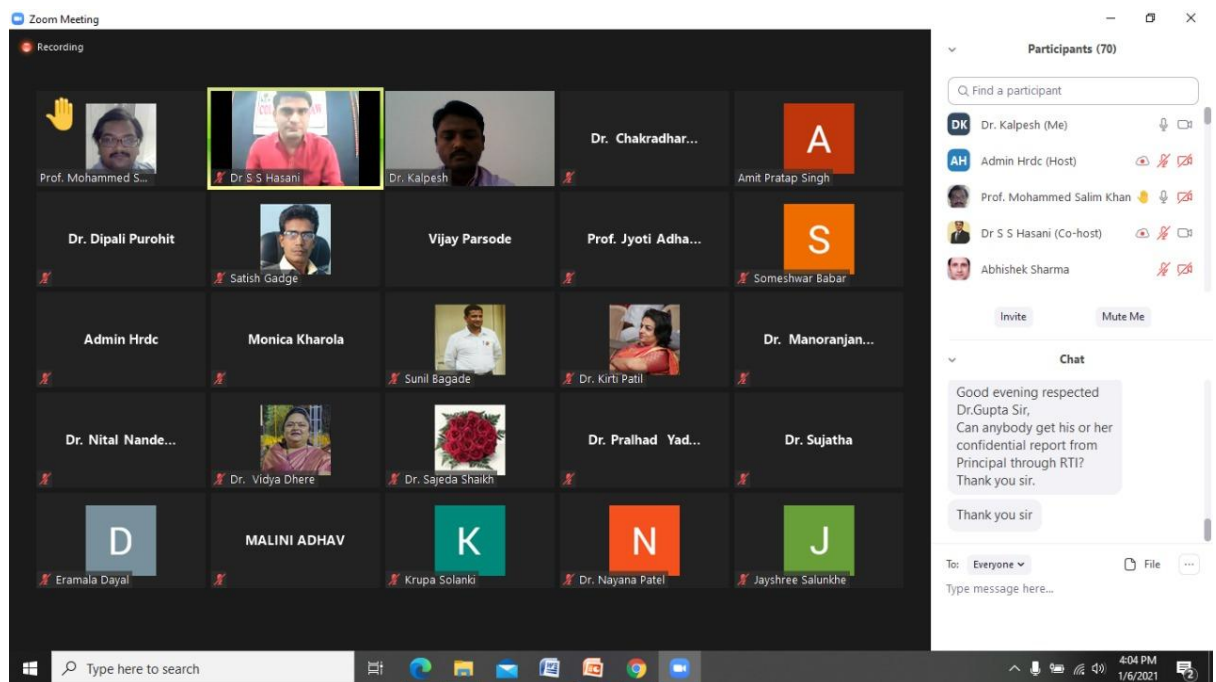 Zoom Meeting
Recording
Prof. Mohammed S...
Dr S S Hasani
Dr. Kalpesh
Dr. Chakradhar...
A
Amit Pratap Singh
Dr. Dipali Purohit
Satish Gadge
Vijay Parsode
Prof. Jyoti Adha...
S
Someshwar Babar
Admin Hrdc
Monica Kharola
Sunil Bagade
Dr. Kirti Patil
Dr. Manoranjan...
Dr. Nital Nande...
Dr. Vidya Dhere
Dr. Sajeda Shaikh
Dr. Pralhad Yad...
Dr. Sujatha
D
Eramala Dayal
MALINI ADHAV
K
Krupa Solanki
N
Dr. Nayana Patel
J
Jayshree Salunkhe
Participants (70)
Find a participant
DK Dr. Kalpesh (Me)
AH Admin Hrdc (Host)
Prof. Mohammed Salim Khan
Dr S S Hasani (Co-host)
Abhishek Sharma
Invite Mute Me
Chat
Good evening respected
Dr.Gupta Sir,
Can anybody get his or her
confidential report from
Principal through RTI?
Thank you sir.
Thank you sir
To: Everyone File
Type message here...
Type here to search
4:04 PM
1/6/2021
2